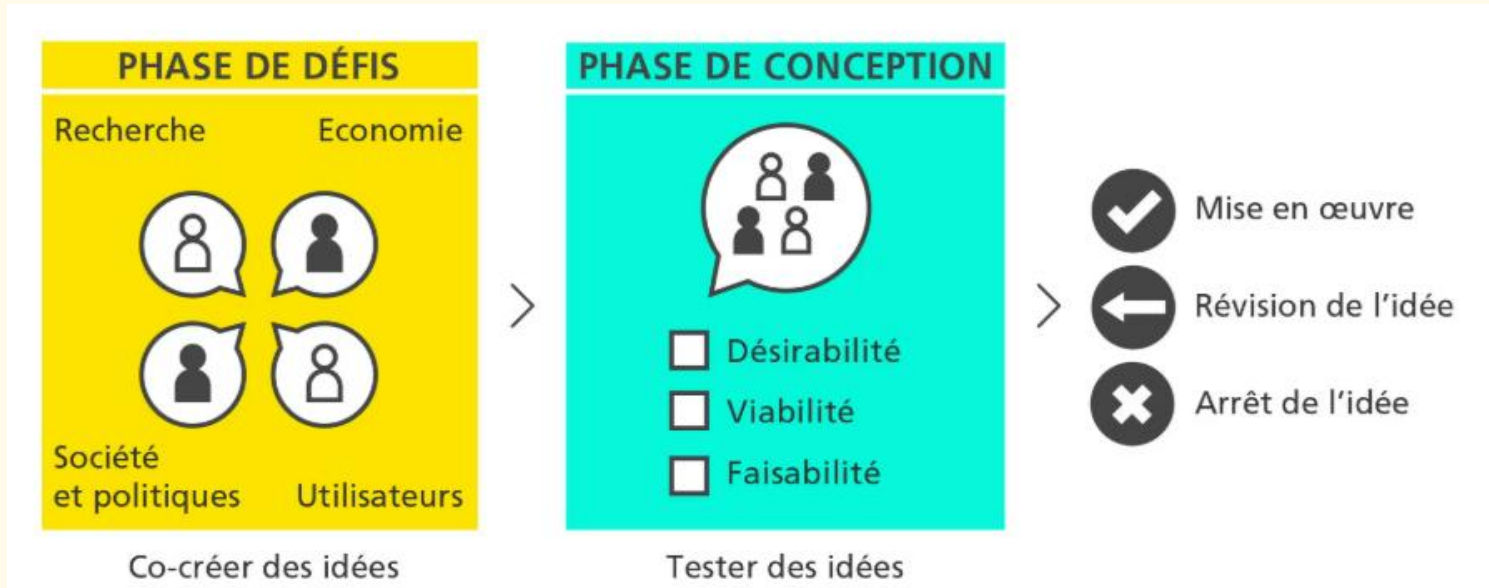 PHASE DE DÉFIS
Recherche
Economie
Société
et politiques
Utilisateurs
Co-créer des idées
PHASE DE CONCEPTION
Désirabilité
Viabilité
Faisabilité
Tester des idées
Mise en œuvre
Révision de l’idée
Arrêt de l’idée